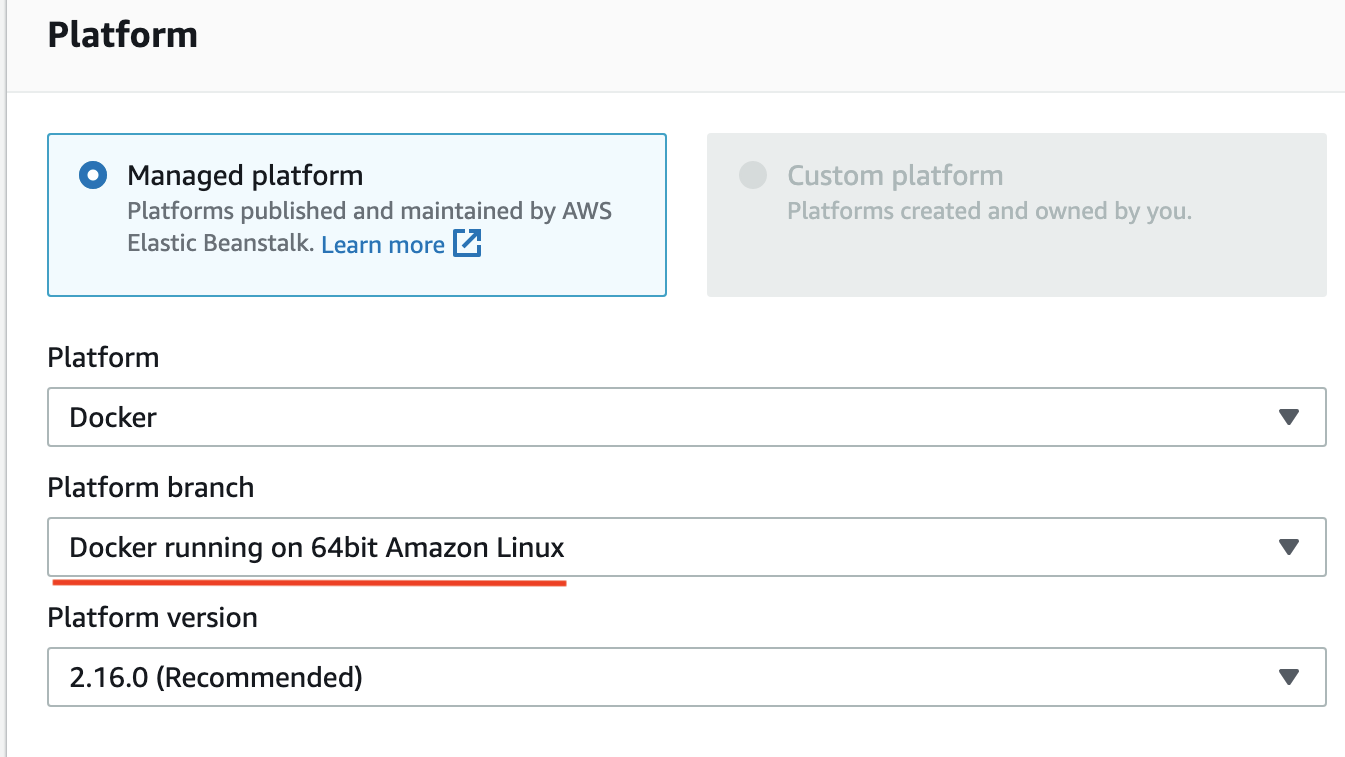 Platform
Managed platform
Platforms published and maintained by AWS
Elastic Beanstalk. Learn more
Custom platform
Platforms created and owned by you.
Platform
Docker
Platform branch
Docker running on 64bit Amazon Linux
Platform version
2.16.0 (Recommended)